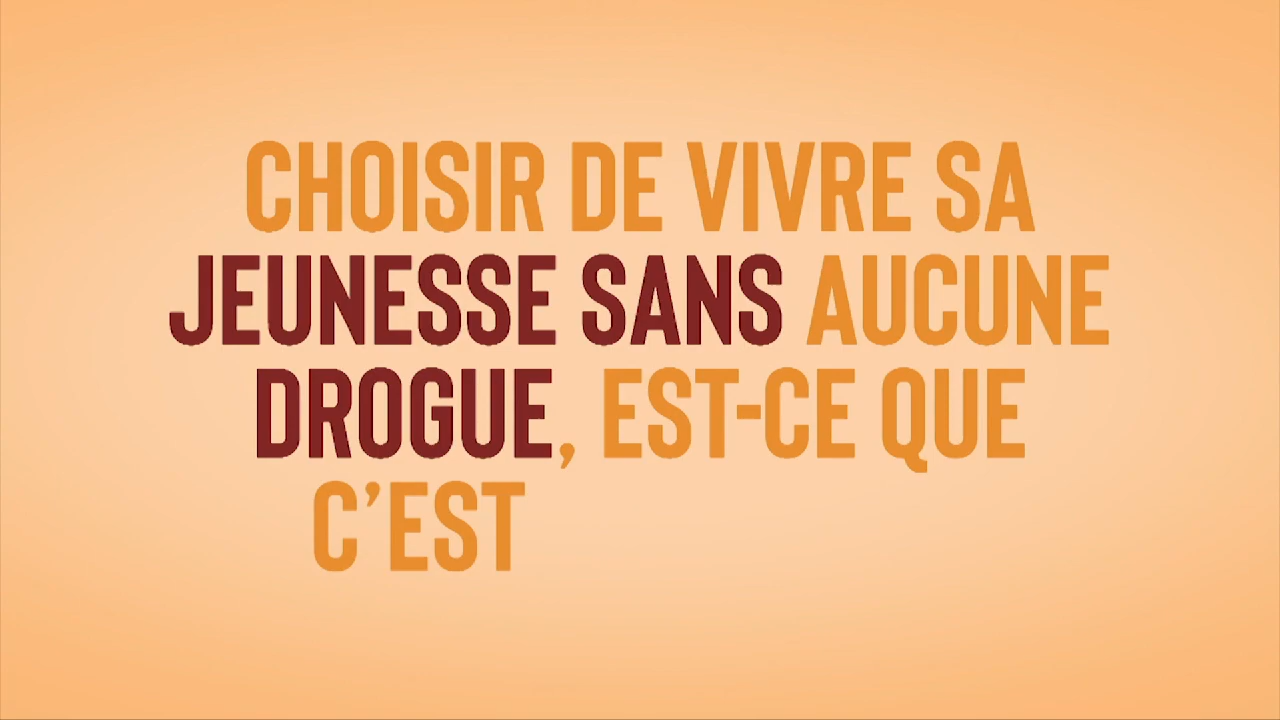 CHOISIR DE VIVRE SA
JEUNESSE SANS AUCUNE
DROGUE, EST-CE QUE
C’EST